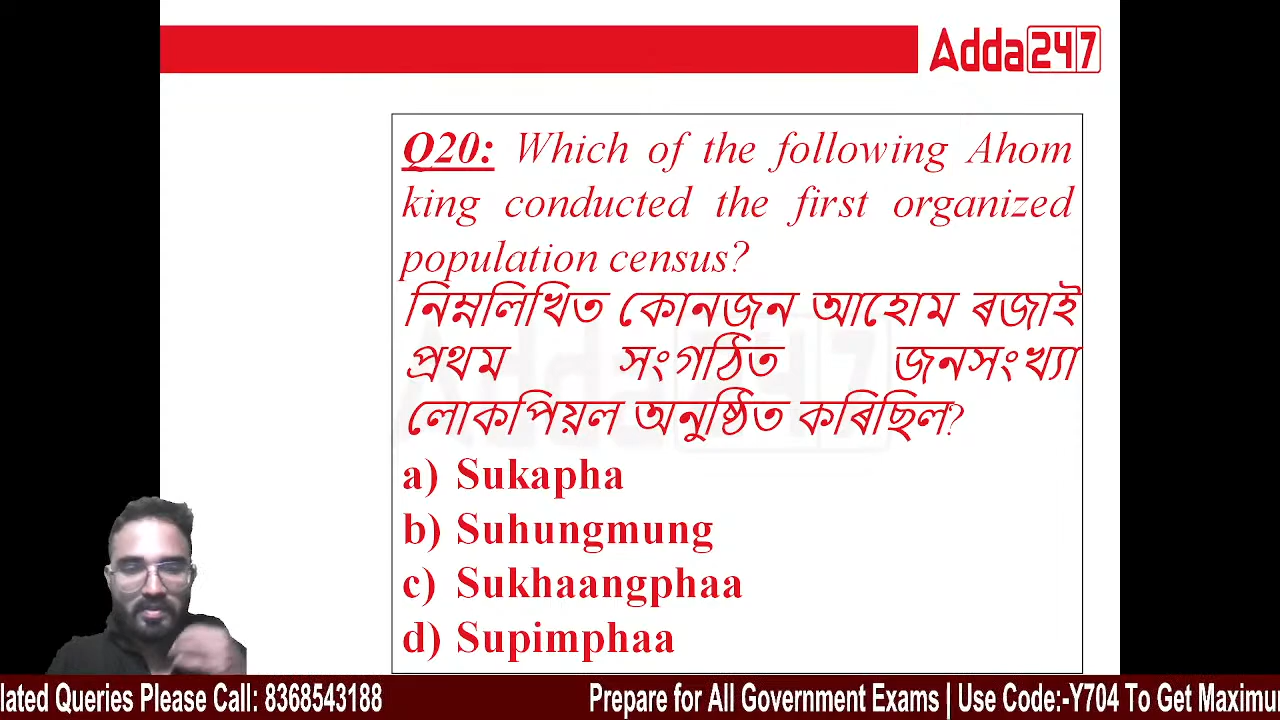 Adda247
Q20: Which of the following Ahom
king conducted the first organized
population census?
নিম্নলিখিত কোনজন আহোম ৰজাই
প্ৰথম সংগঠিত জনসংখ্যা
লোকপিয়ল অনুষ্ঠিত কৰিছিল?
a) Sukapha
b) Suhungmung
c) Sukhaangphaa
d) Supimphaa
lated Queries Please Call: 8368543188 Prepare for All Government Exams | Use Code:-Y704 To Get Maximu